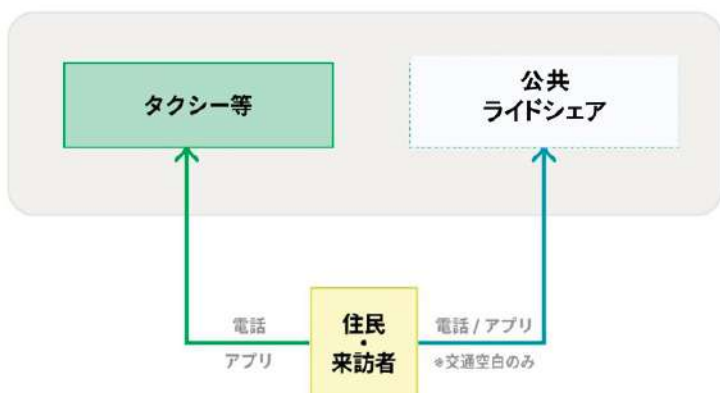 タクシー等
公共
ライドシェア
電話
アプリ
住民
・
来訪者
電話 / アプリ
※交通空白のみ